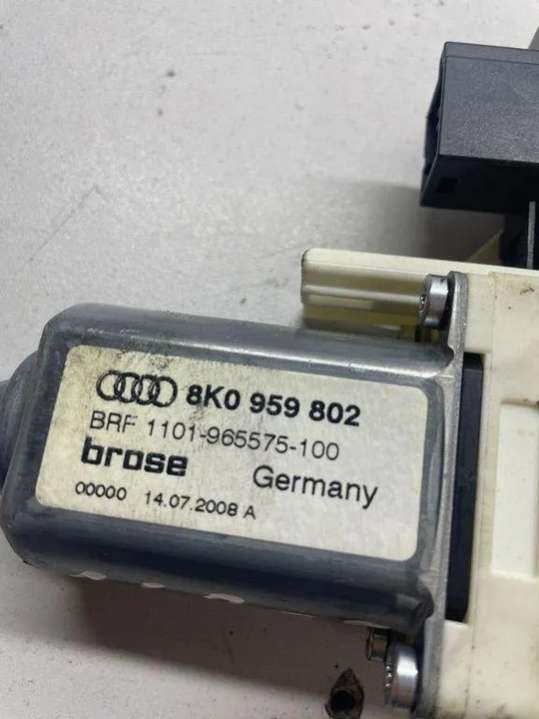 8K0 959 802
BRF 1101-965575-100
brose Germany
00000 14.07.2008 A